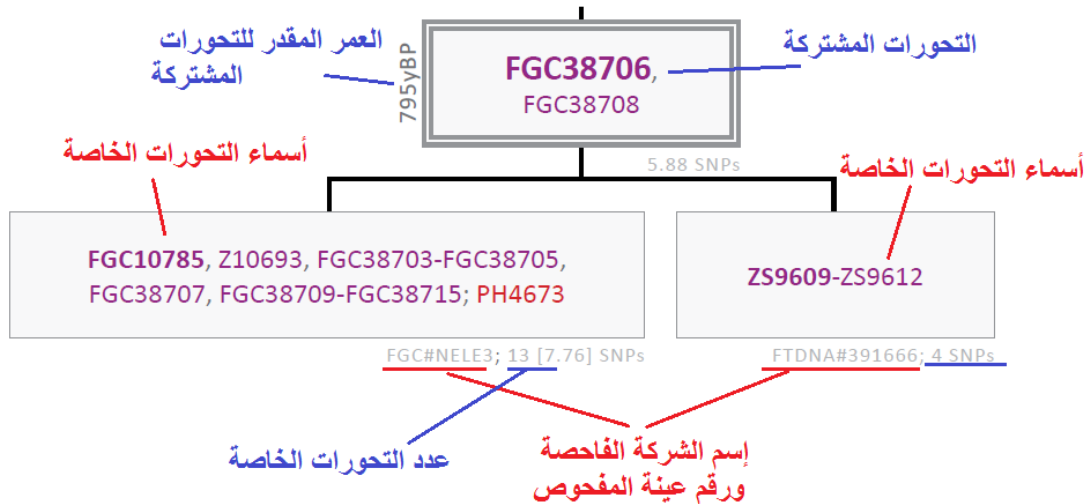 العمر المقدر للتحورات
المشتركة
795yBP
FGC38706,
FGC38708
التحورات المشتركة
5.88 SNPs
أسماء التحورات الخاصة
أسماء التحورات الخاصة
FGC10785, Z10693, FGC38703-FGC38705,
FGC38707, FGC38709-FGC38715; PH4673
ZS9609-ZS9612
FGC#NELE3; 13 [7.76] SNPs
FTDNA#391666; 4 SNPs
عدد التحورات الخاصة
إسم الشركة الفاحصة
ورقم عينة المفحوص